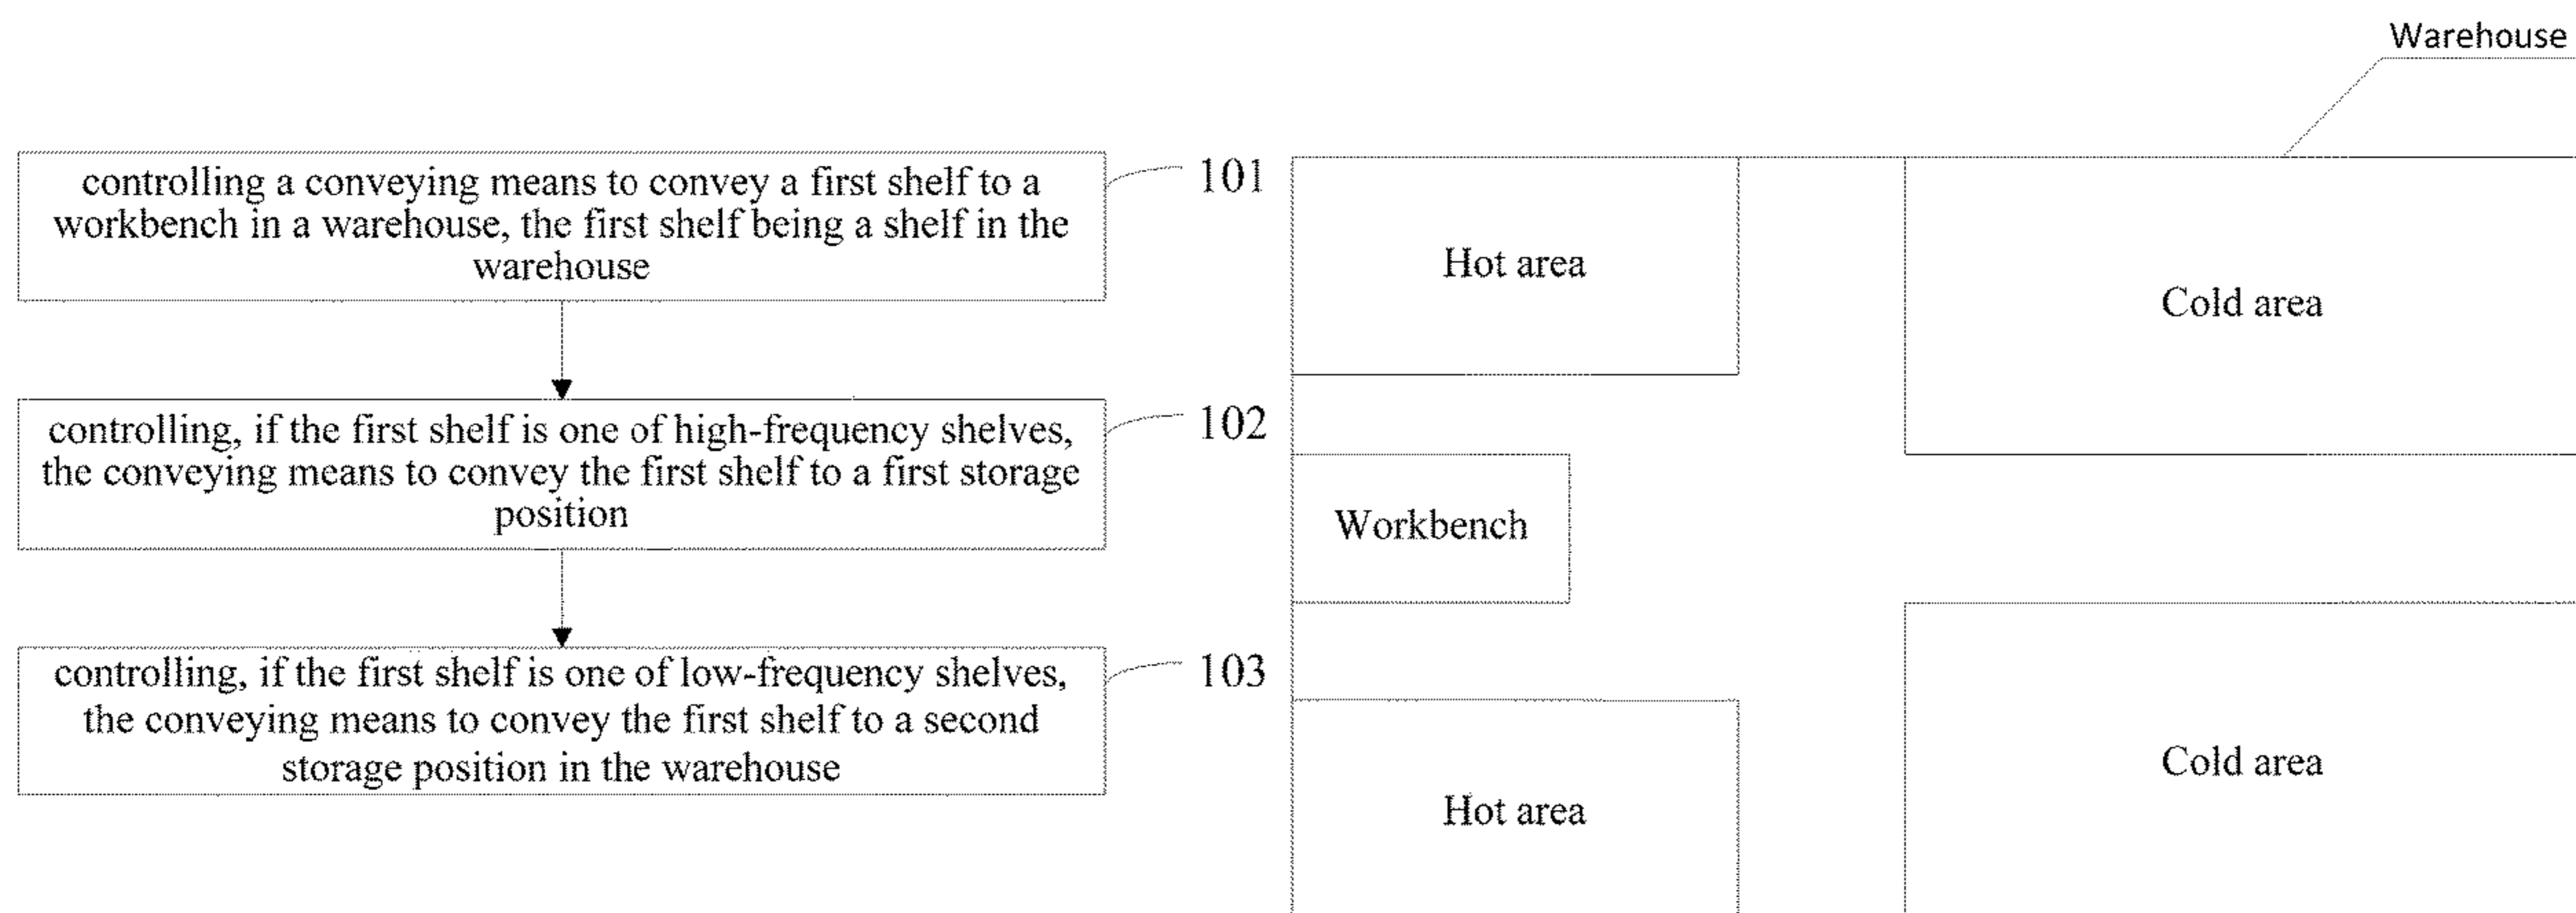 controlling a conveying means to convey a first shelf to a
workbench in a warehouse, the first shelf being a shelf in the
warehouse
101
controlling, if the first shelf is one of high-frequency shelves,
the conveying means to convey the first shelf to a first storage
position
102
controlling, if the first shelf is one of low-frequency shelves,
the conveying means to convey the first shelf to a second
storage position in the warehouse
103
Warehouse
Hot area
Cold area
Workbench
Hot area
Cold area